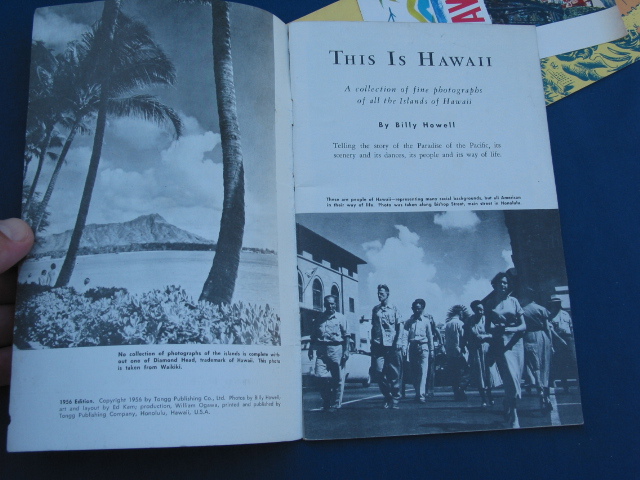 No collection of photographs of the islands is complete with-
out one of Diamond Head, trademark of Hawaii. This photo
is taken from Waikiki.
1956 Edition. Copyright 1956 by Tongg Publishing Co., Ltd. Photos by Billy Howell,
art and layout by Ed Kam; production, William Ogawa, printed and published by
Tongg Publishing Company, Honolulu, Hawaii, U.S.A.
THIS IS HAWAII
A collection of fine photographs
of all the Islands of Hawaii
By Billy Howell
Telling the story of the Paradise of the Pacific, its
scenery and its dances, its people and its way of life.
These are people of Hawaii—representing many racial backgrounds, but all American
in their way of life. Photo was taken along Bishop Street, main street in Honolulu.